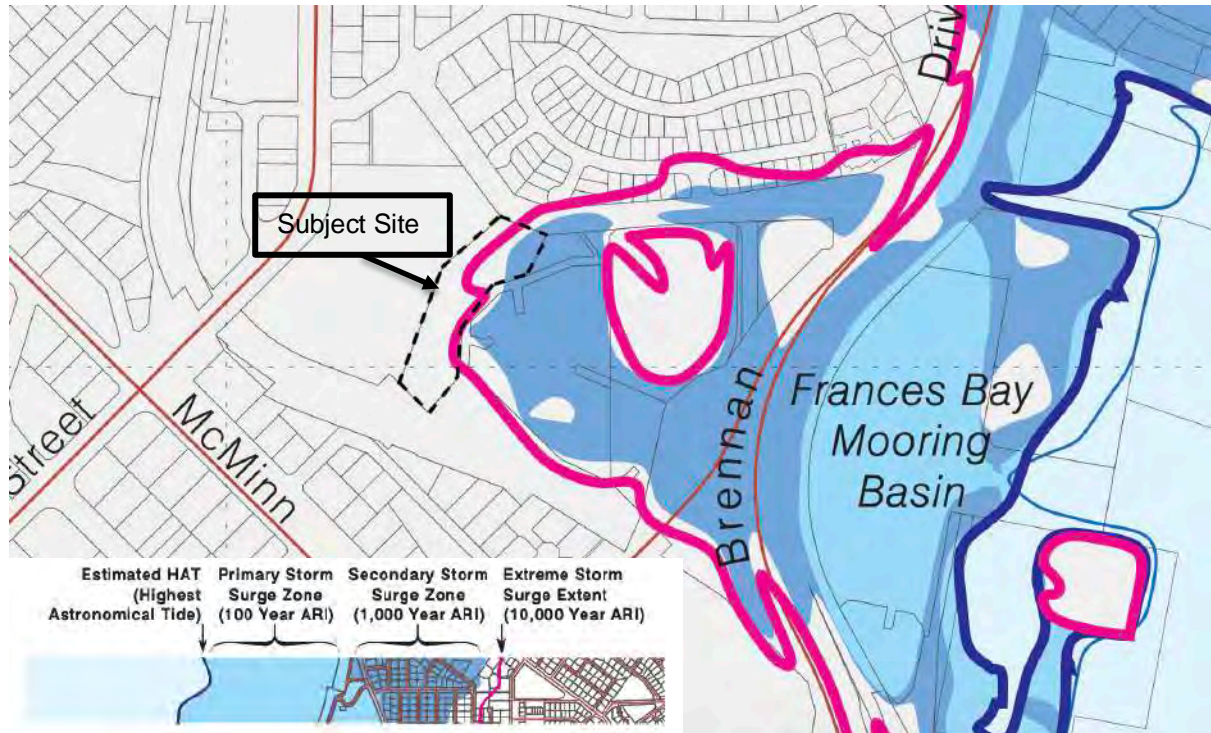 Driv
Subject Site
Frances Bay
Mooring
Basin
Brennan
McMinn
Street
Estimated HAT
(Highest
Astronomical Tide)
Primary Storm
Surge Zone
(100 Year ARI)
Secondary Storm
Surge Zone
(1,000 Year ARI)
Extreme Storm
Surge Extent
(10,000 Year ARI)